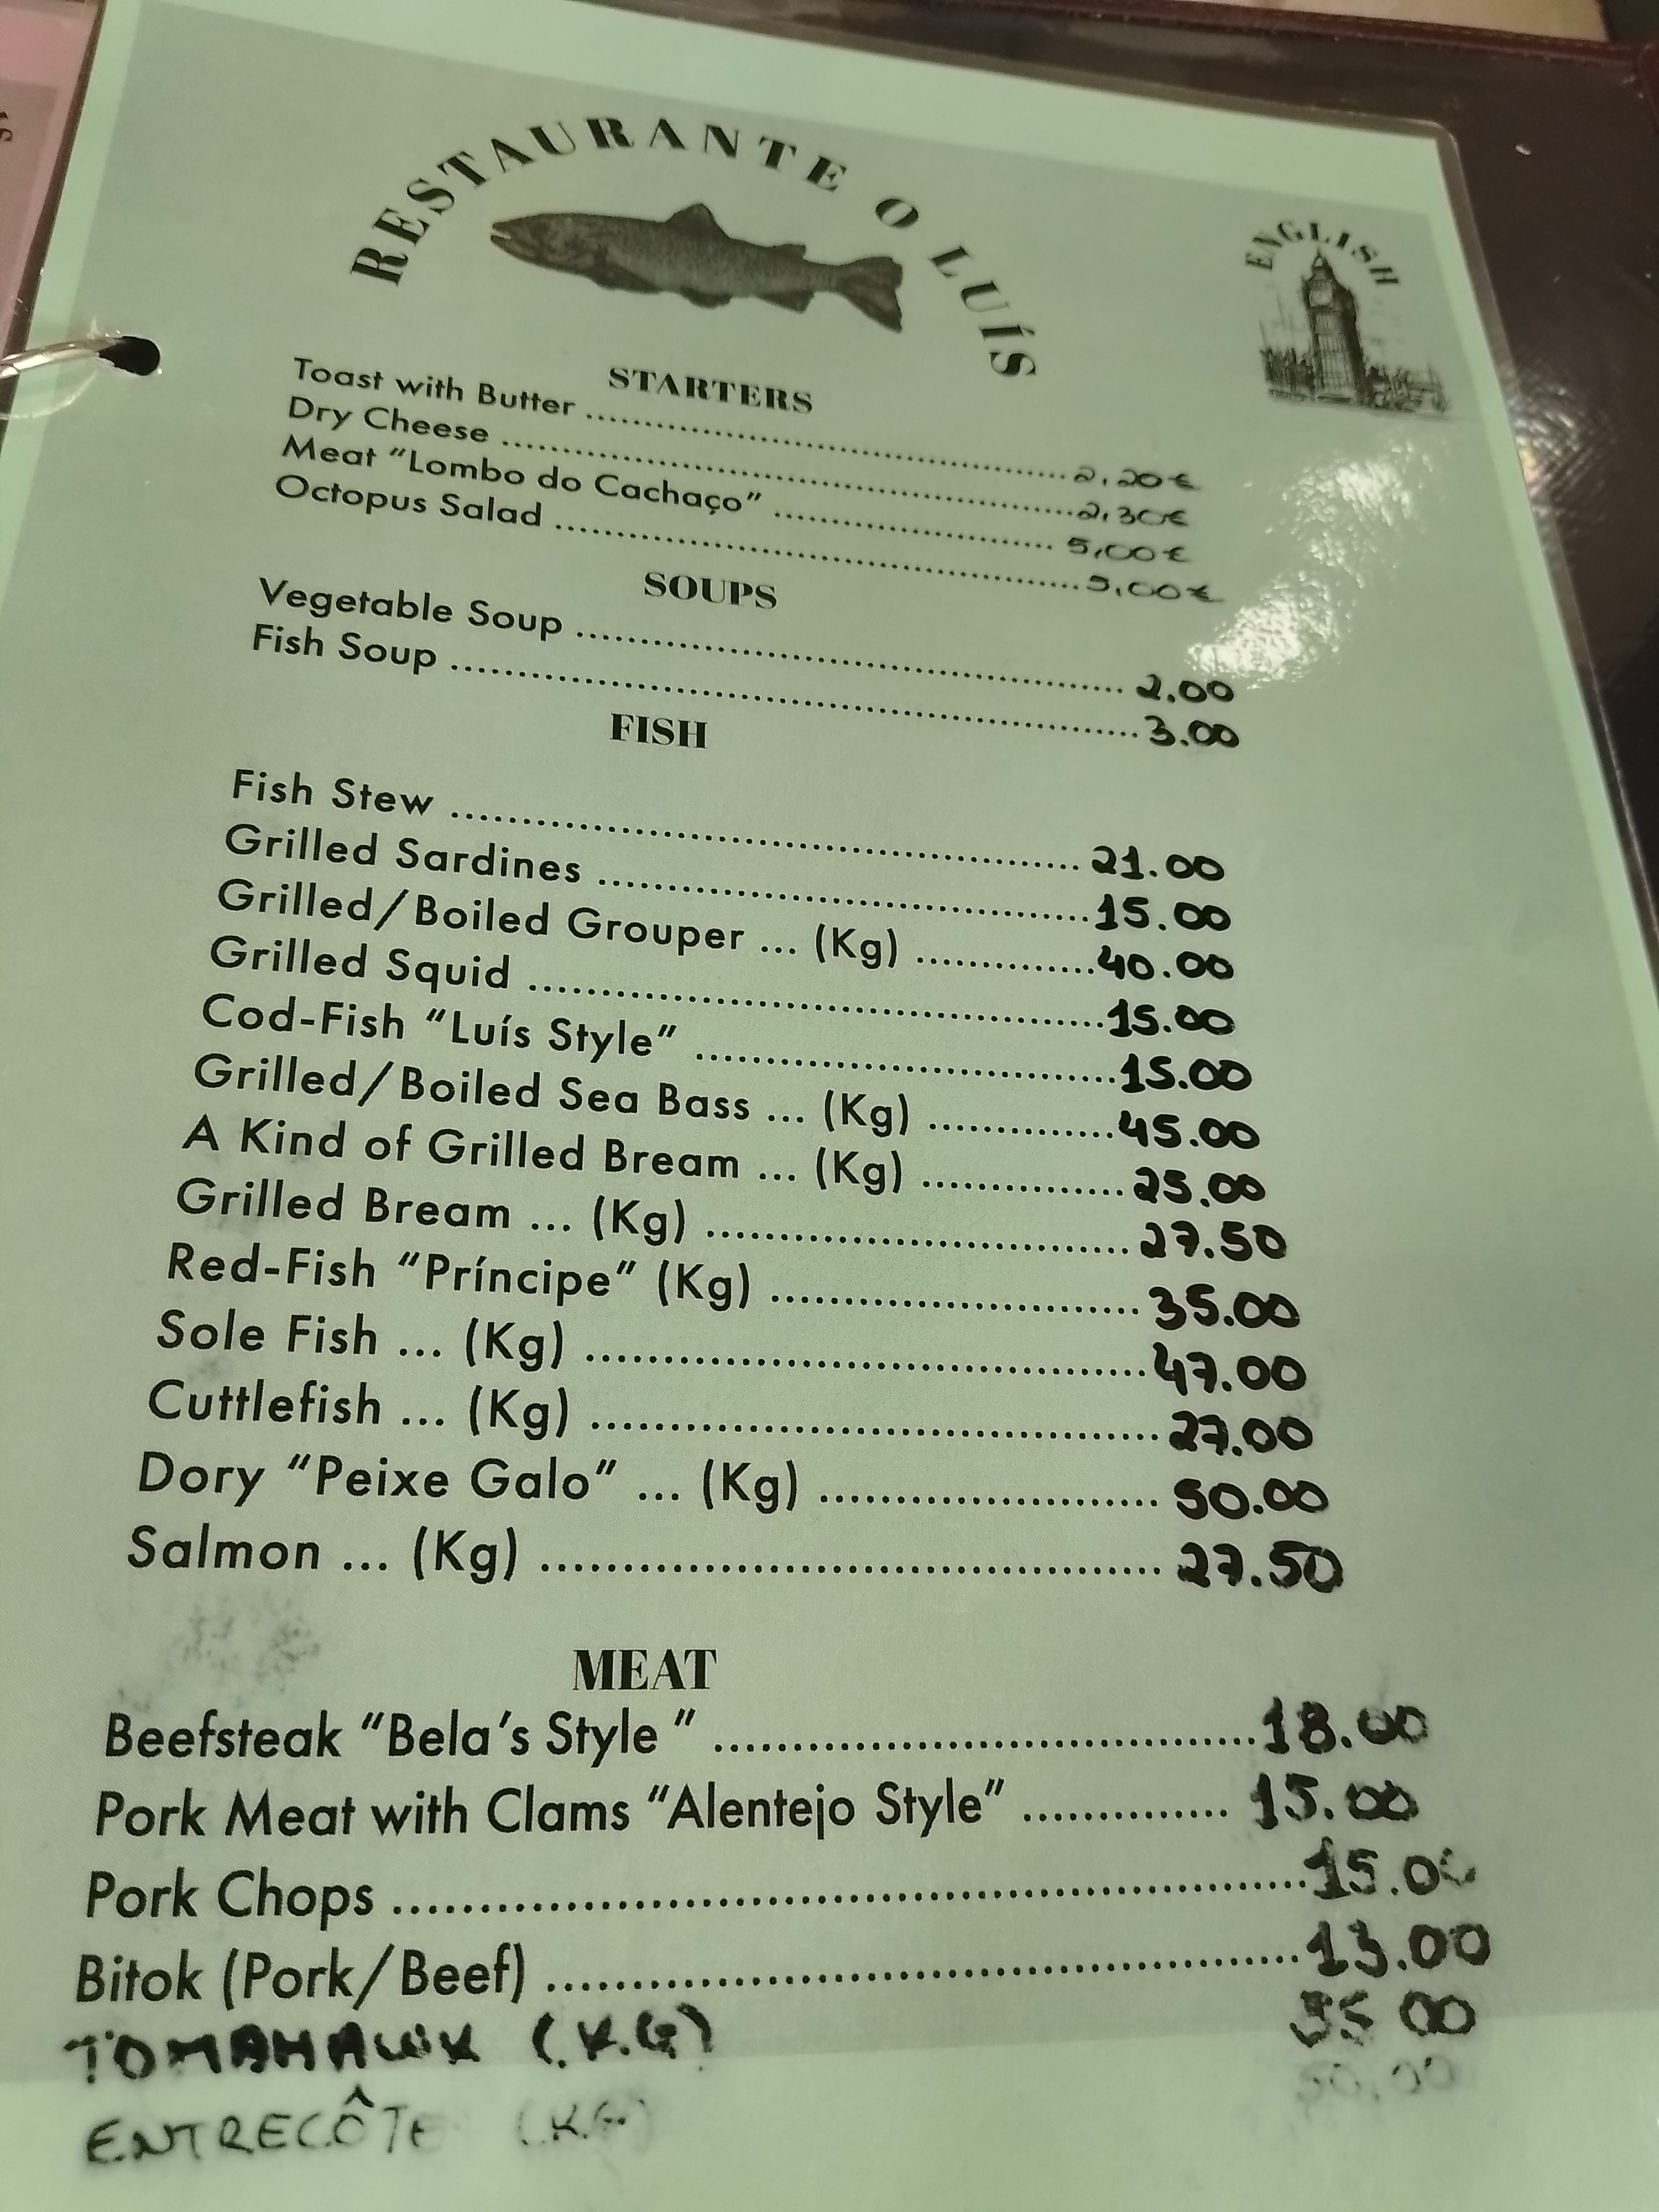 RESTAURANTE O LUÍS
ENGLISH
STARTERS
Toast with Butter ........ 2,20€
Dry Cheese ........ 2,30€
Meat "Lombo do Cachaço" ........ 5,00€
Octopus Salad ........ 5,00€
SOUPS
Vegetable Soup ........ 2.00
Fish Soup ........ 3.00
FISH
Fish Stew ........ 21.00
Grilled Sardines ........ 15.00
Grilled/Boiled Grouper ... (Kg) ........ 40.00
Grilled Squid ........ 15.00
Cod-Fish "Luís Style" ........ 15.00
Grilled/Boiled Sea Bass ... (Kg) ........ 45.00
A Kind of Grilled Bream ... (Kg) ........ 25.00
Grilled Bream ... (Kg) ........ 27.50
Red-Fish "Príncipe" (Kg) ........ 35.00
Sole Fish ... (Kg) ........ 47.00
Cuttlefish ... (Kg) ........ 27.00
Dory "Peixe Galo" ... (Kg) ........ 50.00
Salmon ... (Kg) ........ 27.50
MEAT
Beefsteak "Bela's Style" ........ 18.00
Pork Meat with Clams "Alentejo Style" ........ 15.00
Pork Chops ........ 15.00
Bitok (Pork/Beef) ........ 13.00
TOMAHAWK (K.G)
ENTRECÔTE (K.G)